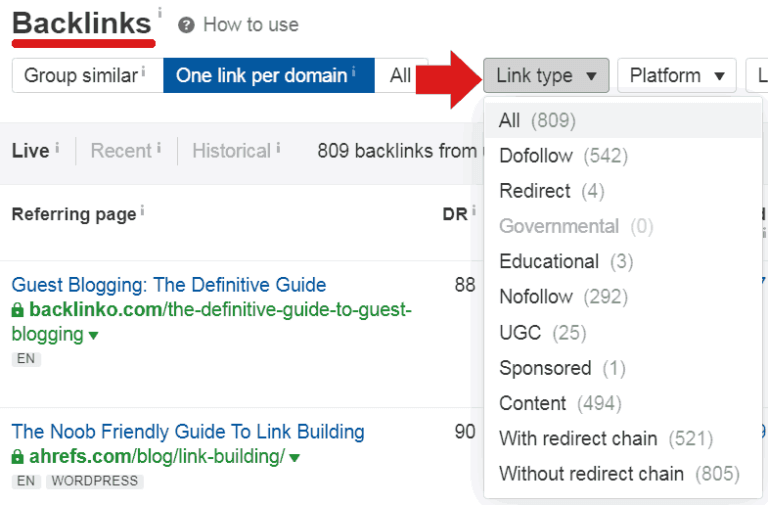 Backlinks i ? How to use
Group similar i One link per domain i All Link type ▼ Platform ▼ L
Live i Recent i Historical i 809 backlinks from
Referring page i DR i
Guest Blogging: The Definitive Guide 88
backlinko.com/the-definitive-guide-to-guest-
blogging ▼
EN
The Noob Friendly Guide To Link Building 90
ahrefs.com/blog/link-building/ ▼
EN WORDPRESS
All (809)
Dofollow (542)
Redirect (4)
Governmental (0)
Educational (3)
Nofollow (292)
UGC (25)
Sponsored (1)
Content (494)
With redirect chain (521)
Without redirect chain (805)